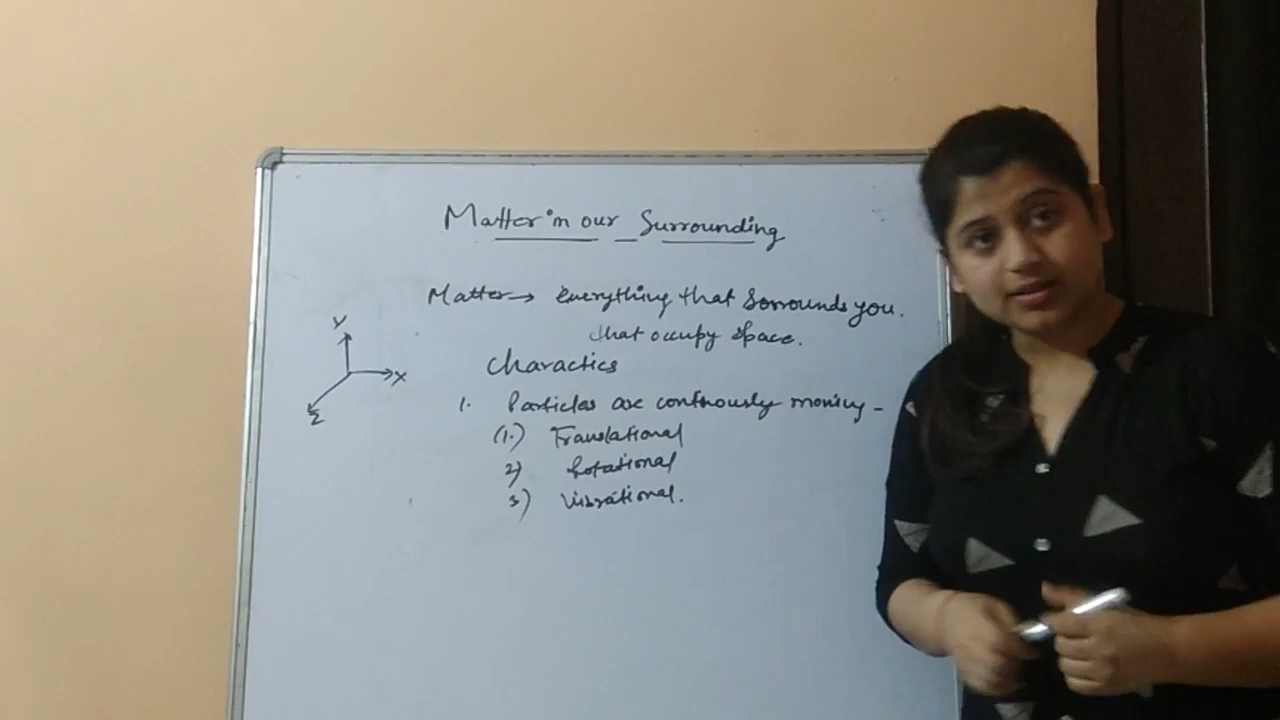 Matter in our Surrounding
Matter → everything that Sorrounds you.
that occupy space.
Y
X
Z
Charactics
1. Particles are continously moving -
(1.) Translational
2) Rotational
3) Vibrational.